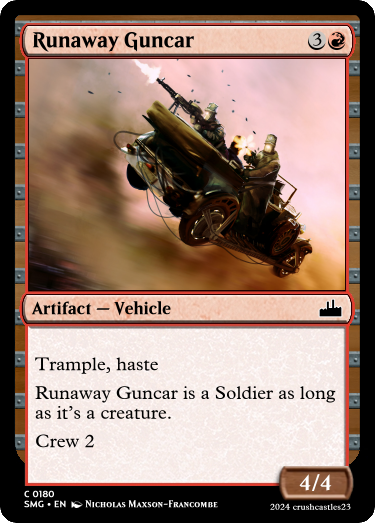 Runaway Guncar 3
Artifact — Vehicle
Trample, haste
Runaway Guncar is a Soldier as long
as it's a creature.
Crew 2
4/4
C 0180
SMG • EN Nicholas Maxson-Francombe
2024 crushcastles23